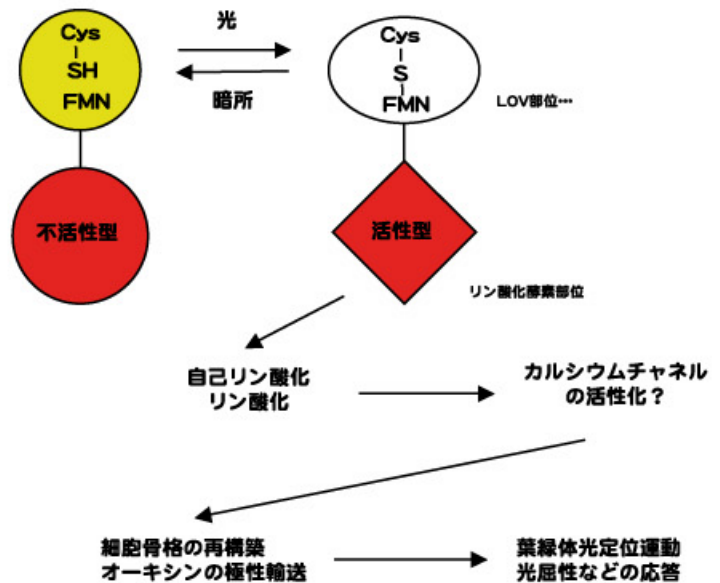 Cys
SH
FMN
光
暗所
Cys
S
FMN
LOV部位…
不活性型
活性型
リン酸化酵素部位
自己リン酸化
リン酸化
カルシウムチャネル
の活性化？
細胞骨格の再構築
オーキシンの極性輸送
葉緑体光定位運動
光屈性などの応答